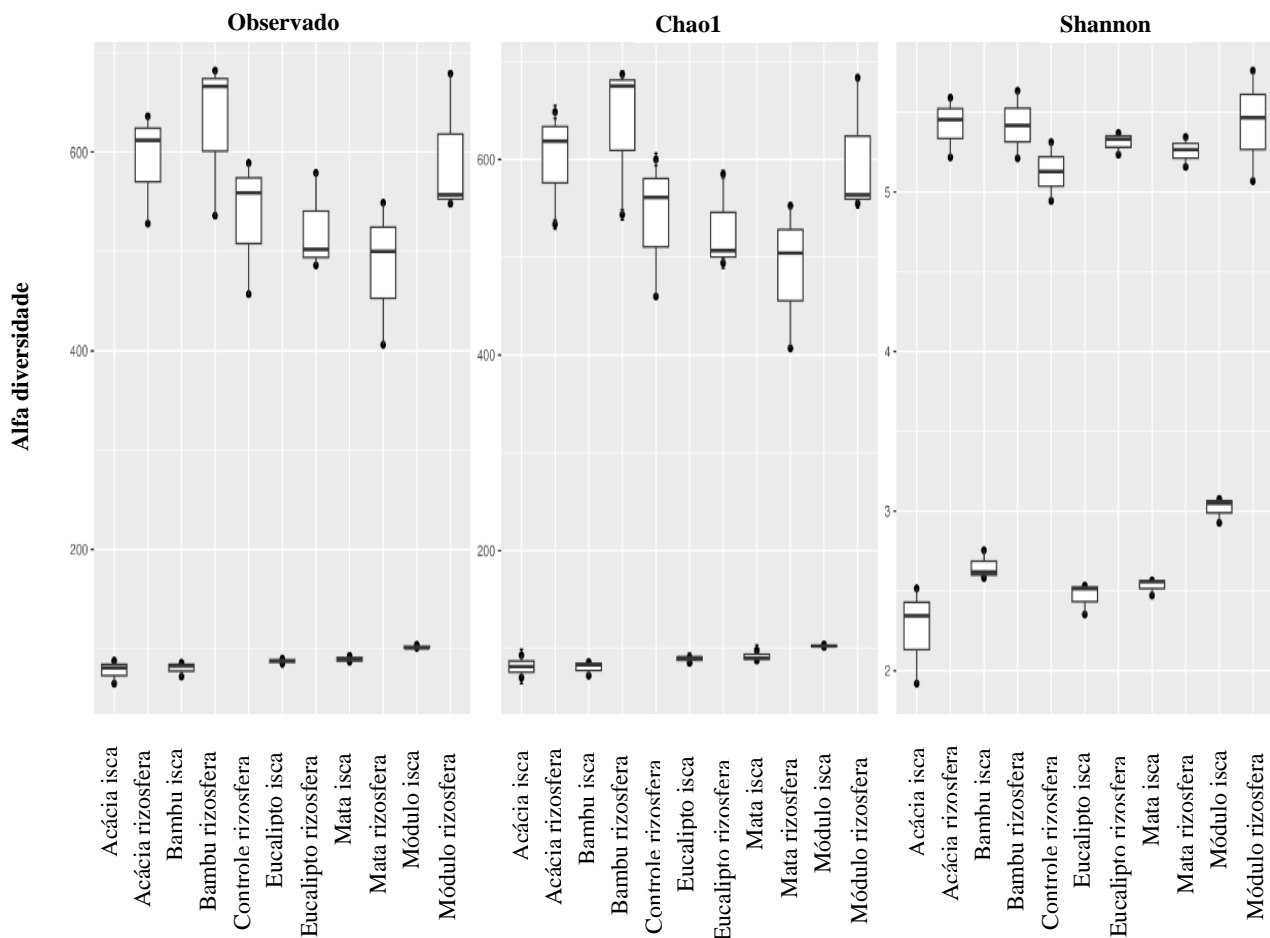 Observado
Chao1
Shannon
Alfa diversidade
600
400
200
600
400
200
5
4
3
2
Acácia isca
Acácia rizosfera
Bambu isca
Bambu rizosfera
Controle rizosfera
Eucalipto isca
Eucalipto rizosfera
Mata isca
Mata rizosfera
Módulo isca
Módulo rizosfera
Acácia isca
Acácia rizosfera
Bambu isca
Bambu rizosfera
Controle rizosfera
Eucalipto isca
Eucalipto rizosfera
Mata isca
Mata rizosfera
Módulo isca
Módulo rizosfera
Acácia isca
Acácia rizosfera
Bambu isca
Bambu rizosfera
Controle rizosfera
Eucalipto isca
Eucalipto rizosfera
Mata isca
Mata rizosfera
Módulo isca
Módulo rizosfera